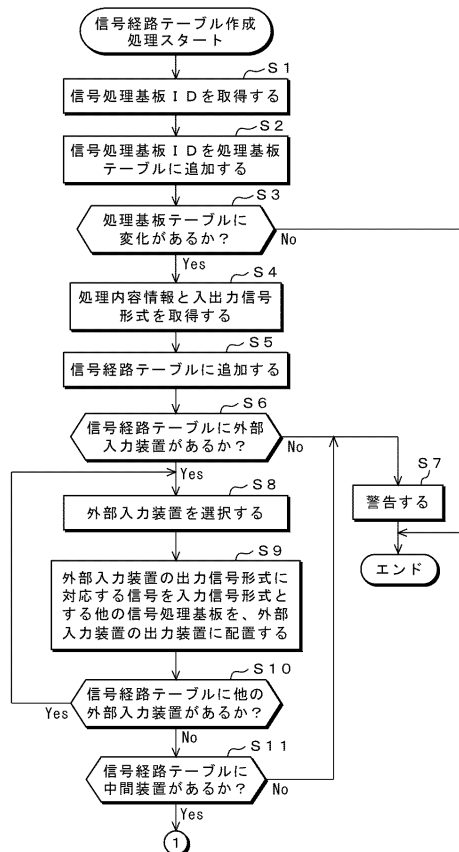 信号経路テーブル作成
処理スタート
S1
信号処理基板IDを取得する
S2
信号処理基板IDを処理基板
テーブルに追加する
S3
処理基板テーブルに
変化があるか？
No
Yes
S4
処理内容情報と入出力信号
形式を取得する
S5
信号経路テーブルに追加する
S6
信号経路テーブルに外部
入力装置があるか？
No
Yes
S7
警告する
エンド
S8
外部入力装置を選択する
S9
外部入力装置の出力信号形式に
対応する信号を入力信号形式と
する他の信号処理基板を、外部
入力装置の出力装置に配置する
S10
信号経路テーブルに他の
外部入力装置があるか？
Yes
No
S11
信号経路テーブルに
中間装置があるか？
No
Yes
1